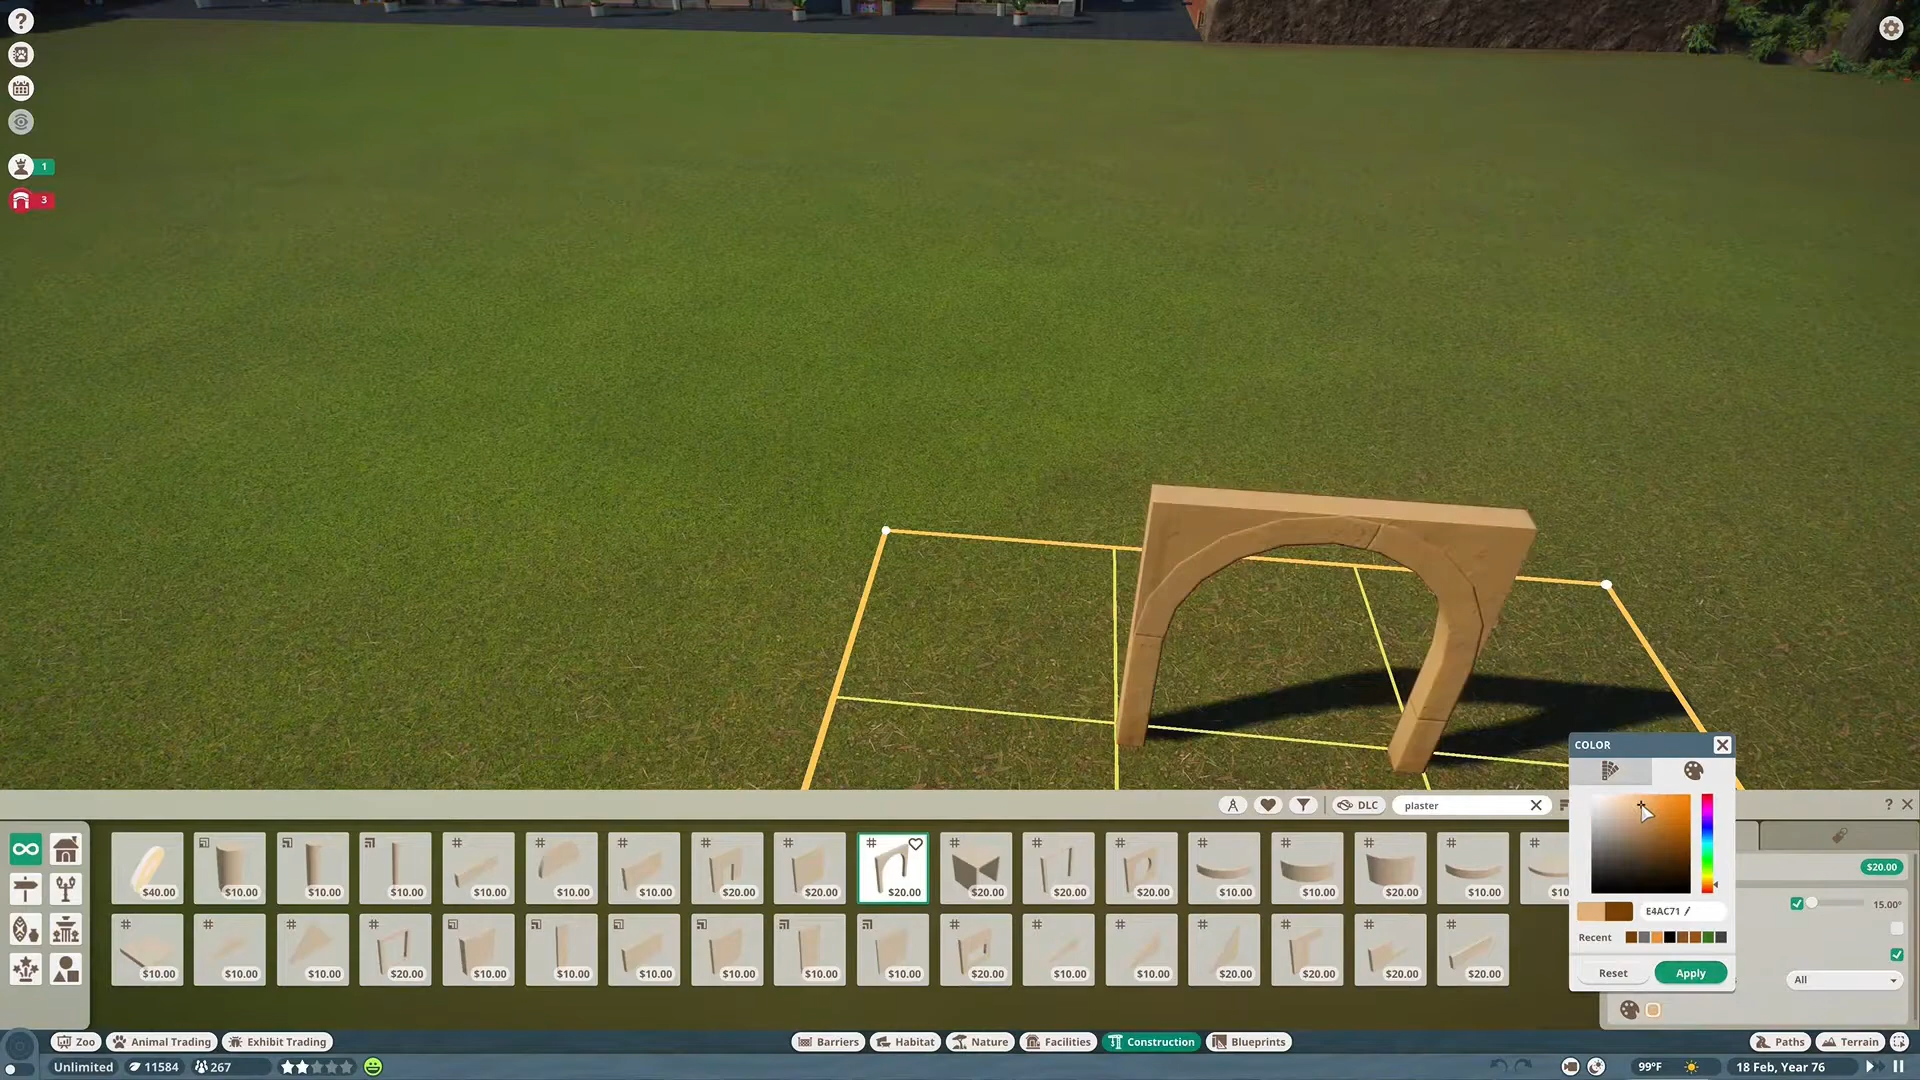 ?
1
3
COLOR
DLC
plaster
?
$40.00
$10.00
$10.00
$10.00
$10.00
$10.00
$10.00
$20.00
$20.00
$20.00
$20.00
$20.00
$20.00
$10.00
$10.00
$20.00
$10.00
$20.00
15.00°
E4AC71
Recent
Reset
Apply
All
$10.00
$10.00
$10.00
$20.00
$10.00
$10.00
$10.00
$10.00
$10.00
$10.00
$20.00
$10.00
$10.00
$20.00
$20.00
$20.00
$20.00
Zoo
Animal Trading
Exhibit Trading
Barriers
Habitat
Nature
Facilities
Construction
Blueprints
Paths
Terrain
Unlimited
11584
267
99°F
18 Feb, Year 76